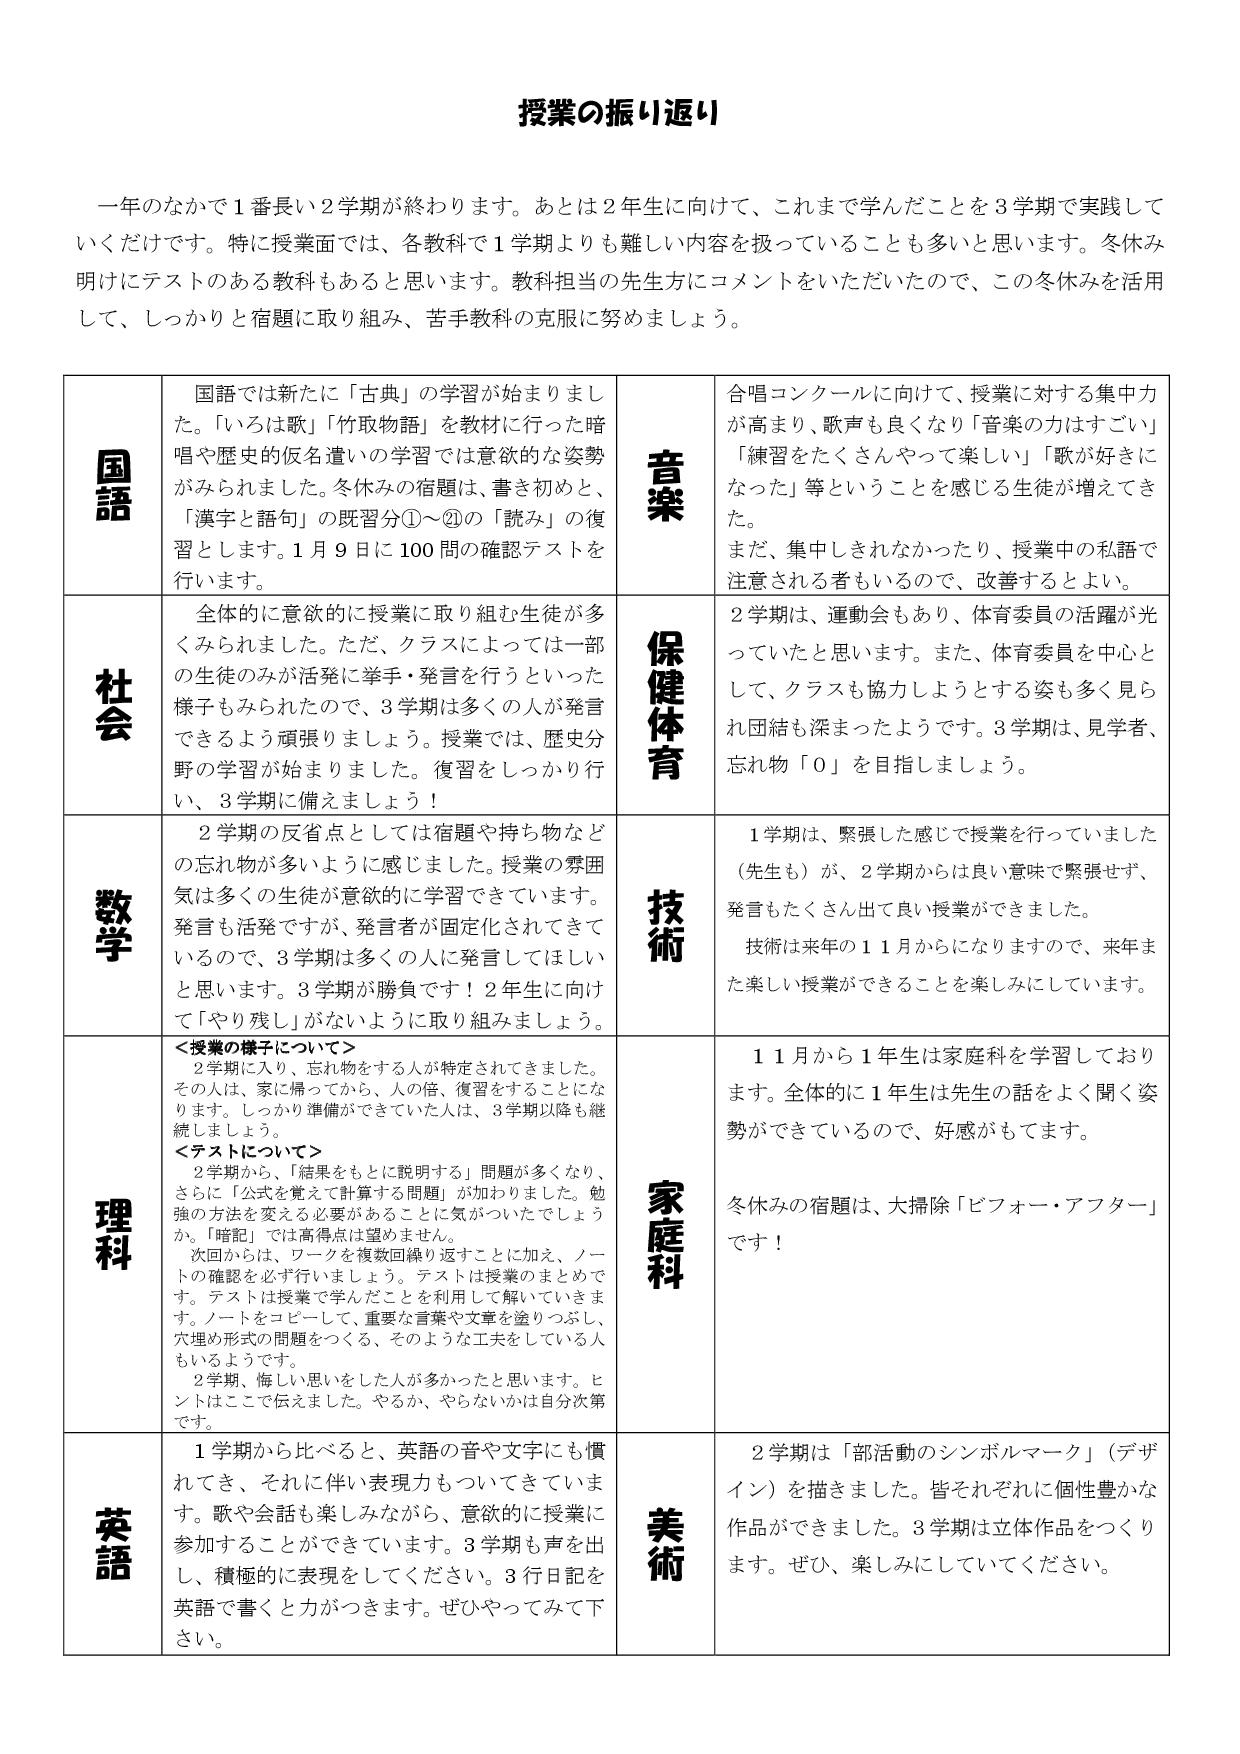 授業の振り返り
一年のなかで１番長い２学期が終わります。あとは２年生に向けて、これまで学んだことを３学期で実践して
いくだけです。特に授業面では、各教科で１学期よりも難しい内容を扱っていることも多いと思います。冬休み
明けにテストのある教科もあると思います。教科担当の先生方にコメントをいただいたので、この冬休みを活用
して、しっかりと宿題に取り組み、苦手教科の克服に努めましょう。
国語
国語では新たに「古典」の学習が始まりまし
た。「いろは歌」「竹取物語」を教材に行った暗
唱や歴史的仮名遣いの学習では意欲的な姿勢
がみられました。冬休みの宿題は、書き初めと、
「漢字と語句」の既習分①～㉑の「読み」の復
習とします。１月９日に100問の確認テストを
行います。
音楽
合唱コンクールに向けて、授業に対する集中力
が高まり、歌声も良くなり「音楽の力はすごい」
「練習をたくさんやって楽しい」「歌が好きに
なった」等ということを感じる生徒が増えてき
た。
まだ、集中しきれなかったり、授業中の私語で
注意される者もいるので、改善するとよい。
社会
全体的に意欲的に授業に取り組む生徒が多
くみられました。ただ、クラスによっては一部
の生徒のみが活発に挙手・発言を行うといった
様子もみられたので、３学期は多くの人が発言
できるよう頑張りましょう。授業では、歴史分
野の学習が始まりました。復習をしっかり行
い、３学期に備えましょう！
保健体育
２学期は、運動会もあり、体育委員の活躍が光
っていたと思います。また、体育委員を中心と
して、クラスも協力しようとする姿も多く見ら
れ団結も深まったようです。３学期は、見学者、
忘れ物「０」を目指しましょう。
数学
２学期の反省点としては宿題や持ち物など
の忘れ物が多いように感じました。授業の雰囲
気は多くの生徒が意欲的に学習できています。
発言も活発ですが、発言者が固定化されてきて
いるので、３学期は多くの人に発言してほしい
と思います。３学期が勝負です！２年生に向け
て「やり残し」がないように取り組みましょう。
技術
１学期は、緊張した感じで授業を行っていました
（先生も）が、２学期からは良い意味で緊張せず、
発言もたくさん出て良い授業ができました。
技術は来年の１１月からになりますので、来年ま
た楽しい授業ができることを楽しみにしています。
理科
＜授業の様子について＞
２学期に入り、忘れ物をする人が特定されてきました。
その人は、家に帰ってから、人の倍、復習をすることにな
ります。しっかり準備ができていた人は、３学期以降も継
続しましょう。
＜テストについて＞
２学期から、「結果をもとに説明する」問題が多くなり、
さらに「公式を覚えて計算する問題」が加わりました。勉
強の方法を変える必要があることに気がついたでしょう
か。「暗記」では高得点は望めません。
次回からは、ワークを複数回繰り返すことに加え、ノー
トの確認を必ず行いましょう。テストは授業のまとめで
す。テストは授業で学んだことを利用して解いていきま
す。ノートをコピーして、重要な言葉や文章を塗りつぶし、
穴埋め形式の問題をつくる、そのような工夫をしている人
もいるようです。
２学期、悔しい思いをした人が多かったと思います。ヒ
ントはここで伝えました。やるか、やらないかは自分次第
です。
家庭科
１１月から１年生は家庭科を学習しており
ます。全体的に１年生は先生の話をよく聞く姿
勢ができているので、好感がもてます。
冬休みの宿題は、大掃除「ビフォー・アフター」
です！
英語
１学期から比べると、英語の音や文字にも慣
れてき、それに伴い表現力もついてきていま
す。歌や会話も楽しみながら、意欲的に授業に
参加することができています。３学期も声を出
し、積極的に表現をしてください。３行日記を
英語で書くと力がつきます。ぜひやってみて下
さい。
美術
２学期は「部活動のシンボルマーク」（デザ
イン）を描きました。皆それぞれに個性豊かな
作品ができました。３学期は立体作品をつくり
ます。ぜひ、楽しみにしていてください。